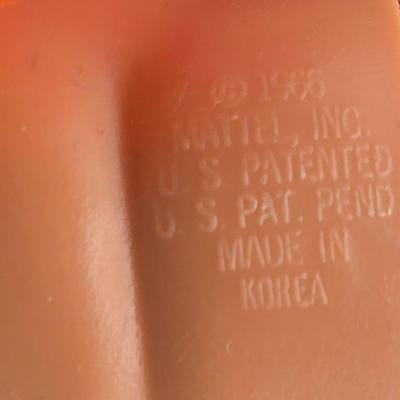 © 1966
MATTEL, INC.
U. S. PATENTED
U. S. PAT. PEND
MADE IN
KOREA